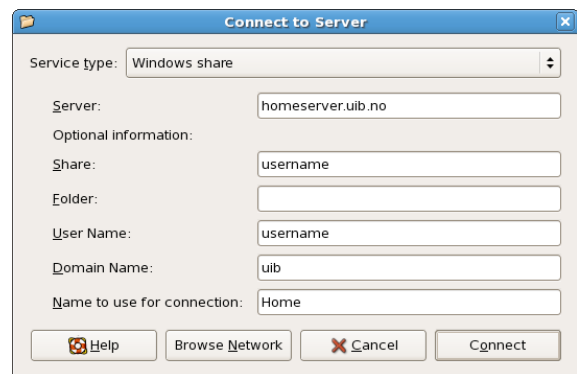 Connect to Server
Service type: Windows share
Server: homeserver.uib.no
Optional information:
Share: username
Folder:
User Name: username
Domain Name: uib
Name to use for connection: Home
Help Browse Network Cancel Connect